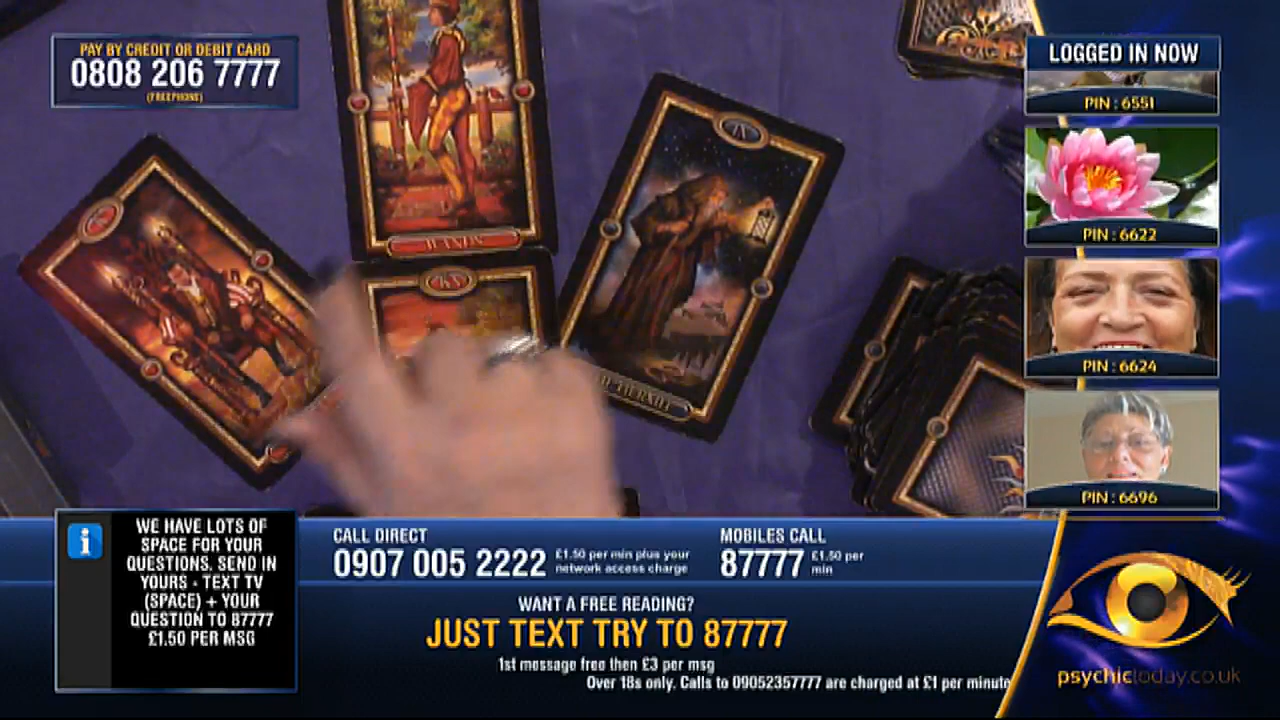 PAY BY CREDIT OR DEBIT CARD
0808 206 7777
(FREEPHONE)
LOGGED IN NOW
PIN : 6551
PIN : 6622
PIN : 6624
PIN : 6696
WANDS
IX
THE HERMIT
WE HAVE LOTS OF
SPACE FOR YOUR
QUESTIONS. SEND IN
YOURS - TEXT TV
(SPACE) + YOUR
QUESTION TO 87777
£1.50 PER MSG
CALL DIRECT
0907 005 2222
£1.50 per min plus your
network access charge
MOBILES CALL
87777
£1.50 per
min
WANT A FREE READING?
JUST TEXT TRY TO 87777
1st message free then £3 per msg
Over 18s only. Calls to 09052357777 are charged at £1 per minute
psychictoday.co.uk